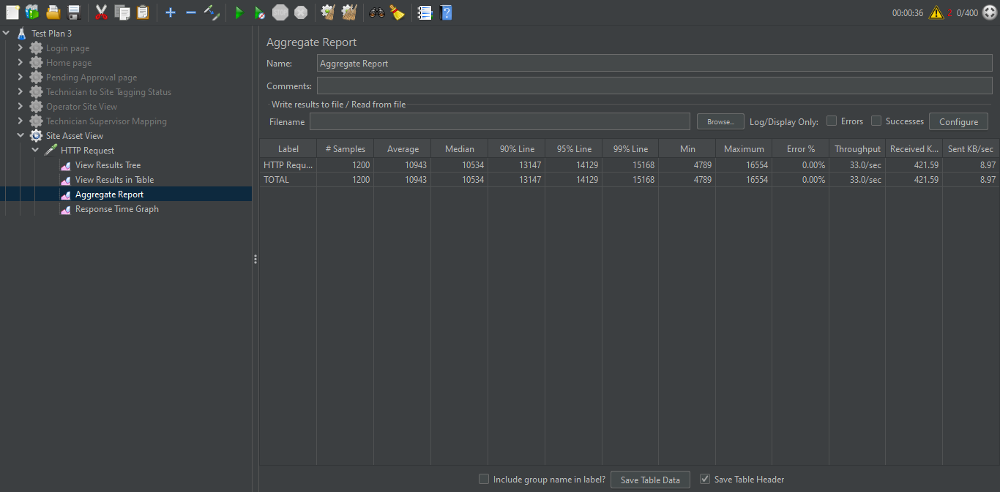 STOP
00:00:36 2 0/400
Test Plan 3
Login page
Home page
Pending Approval page
Technician to Site Tagging Status
Operator Site View
Technician Supervisor Mapping
Site Asset View
HTTP Request
View Results Tree
View Results in Table
Aggregate Report
Response Time Graph
Aggregate Report
Name: Aggregate Report
Comments:
Write results to file / Read from file
Filename Browse... Log/Display Only: Errors Successes Configure
Label # Samples Average Median 90% Line 95% Line 99% Line Min Maximum Error % Throughput Received K... Sent KB/sec
HTTP Requ... 1200 10943 10534 13147 14129 15168 4789 16554 0.00% 33.0/sec 421.59 8.97
TOTAL 1200 10943 10534 13147 14129 15168 4789 16554 0.00% 33.0/sec 421.59 8.97
Include group name in label? Save Table Data Save Table Header